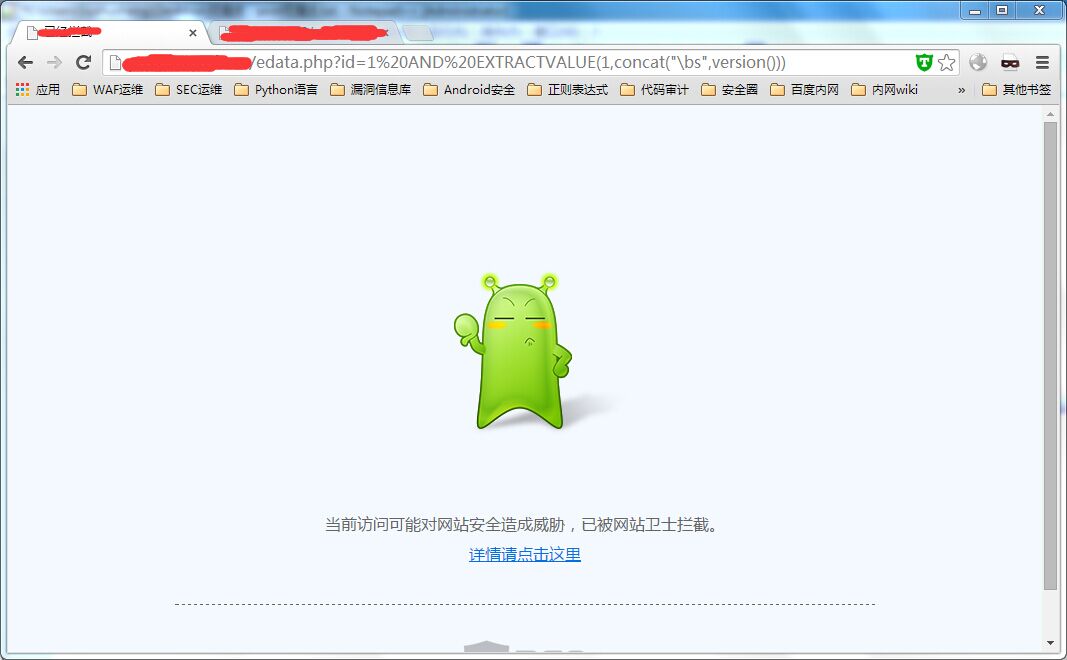 /edata.php?id=1%20AND%20EXTRACTVALUE(1,concat("\bs",version()))
应用 WAF运维 SEC运维 Python语言 漏洞信息库 Android安全 正则表达式 代码审计 安全圈 百度内网 内网wiki » 其他书签
当前访问可能对网站安全造成威胁，已被网站卫士拦截。
详情请点击这里